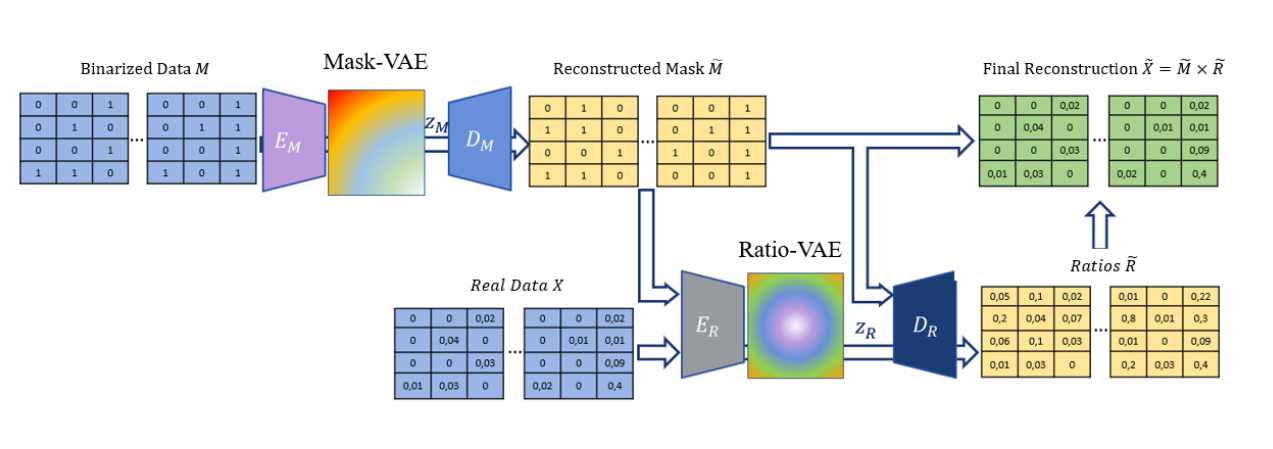 Mask-VAE
Binarized Data M
Reconstructed Mask M̃
Final Reconstruction X̃ = M̃ × R̃
0 0 1 ... 0 0 1
0 1 0 0 1 1
0 0 1 0 0 1
1 1 0 1 0 1
E_M
z_M
D_M
0 1 0 ... 0 0 1
1 1 0 0 1 1
0 0 1 1 0 1
1 1 0 0 0 1
0 0 0,02 ... 0 0 0,02
0 0,04 0 0 0,01 0,01
0 0 0,03 0 0 0,09
0,01 0,03 0 0,02 0 0,4
Ratio-VAE
Real Data X
Ratios R̃
0 0 0,02 ... 0 0 0,02
0 0,04 0 0 0,01 0,01
0 0 0,03 0 0 0,09
0,01 0,03 0 0,02 0 0,4
E_R
z_R
D_R
0,05 0,1 0,02 ... 0,01 0 0,22
0,2 0,04 0,07 0,8 0,01 0,3
0,06 0,1 0,03 0,01 0 0,09
0,01 0,03 0 0,2 0,03 0,4